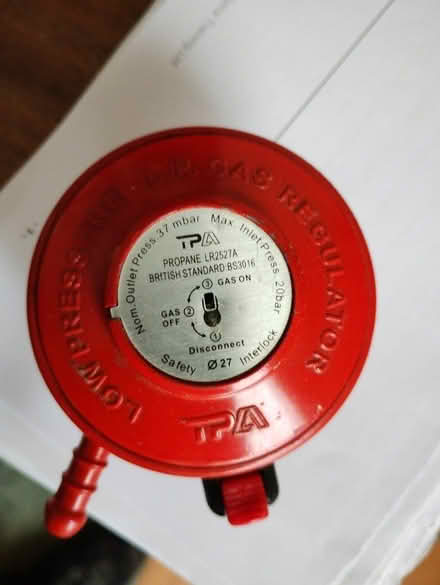 LOW PRESS L.P. GAS REGULATOR
Nom.Outlet Press.37 mbar Max. Inlet Press. 20bar
TPA
PROPANE LR2527A
BRITISH STANDARD BS3016
③ GAS ON
GAS ②
OFF
①
Disconnect
Safety Ø 27 Interlock
TPA